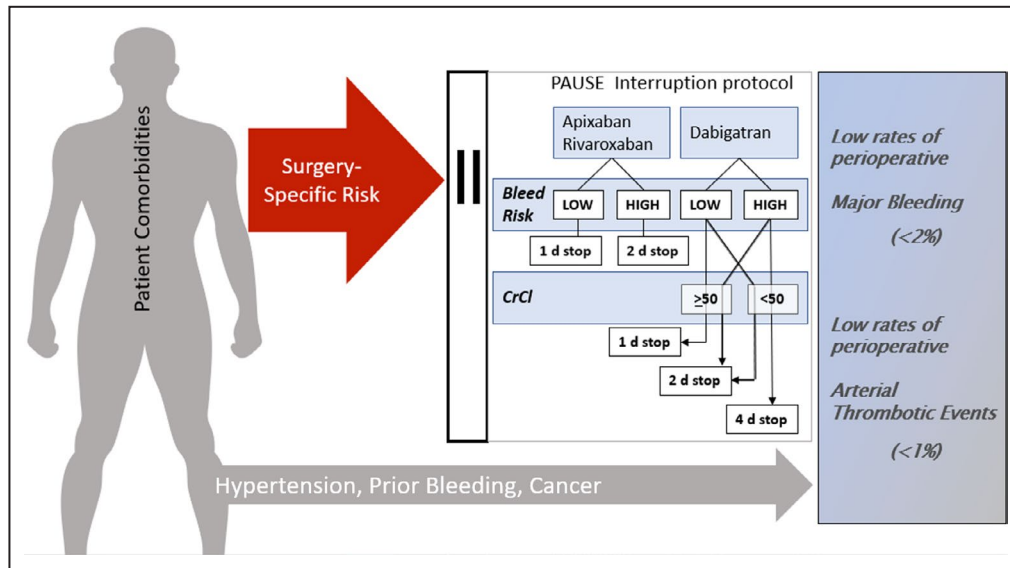 Patient Comorbidities
Surgery-
Specific Risk
PAUSE Interruption protocol
Apixaban
Rivaroxaban
Dabigatran
Bleed
Risk
LOW
HIGH
LOW
HIGH
1 d stop
2 d stop
CrCl
≥50
<50
1 d stop
2 d stop
4 d stop
Hypertension, Prior Bleeding, Cancer
Low rates of
perioperative
Major Bleeding
(<2%)
Low rates of
perioperative
Arterial
Thrombotic Events
(<1%)